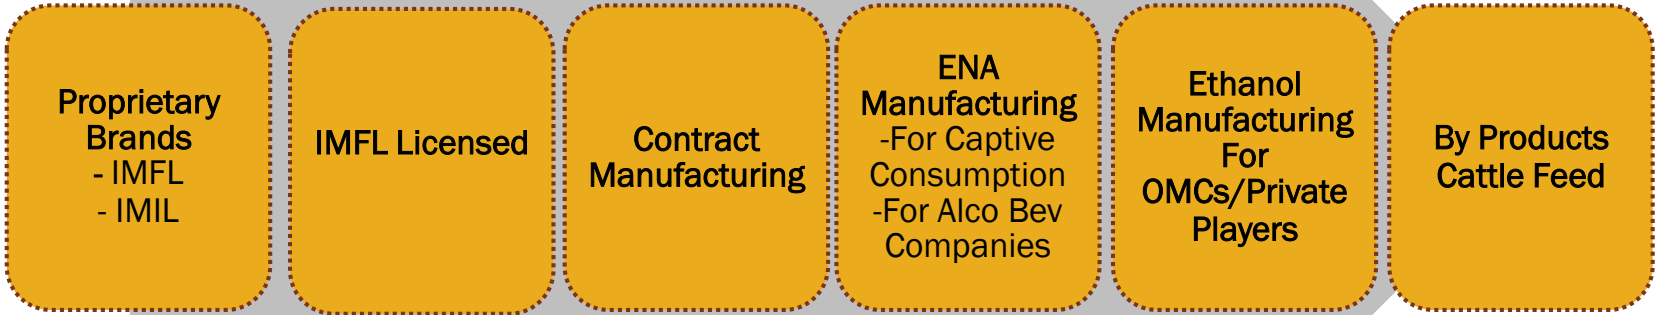 Proprietary
Brands
- IMFL
- IMIL
IMFL Licensed
Contract
Manufacturing
ENA
Manufacturing
-For Captive
Consumption
-For Alco Bev
Companies
Ethanol
Manufacturing
For
OMCs/Private
Players
By Products
Cattle Feed